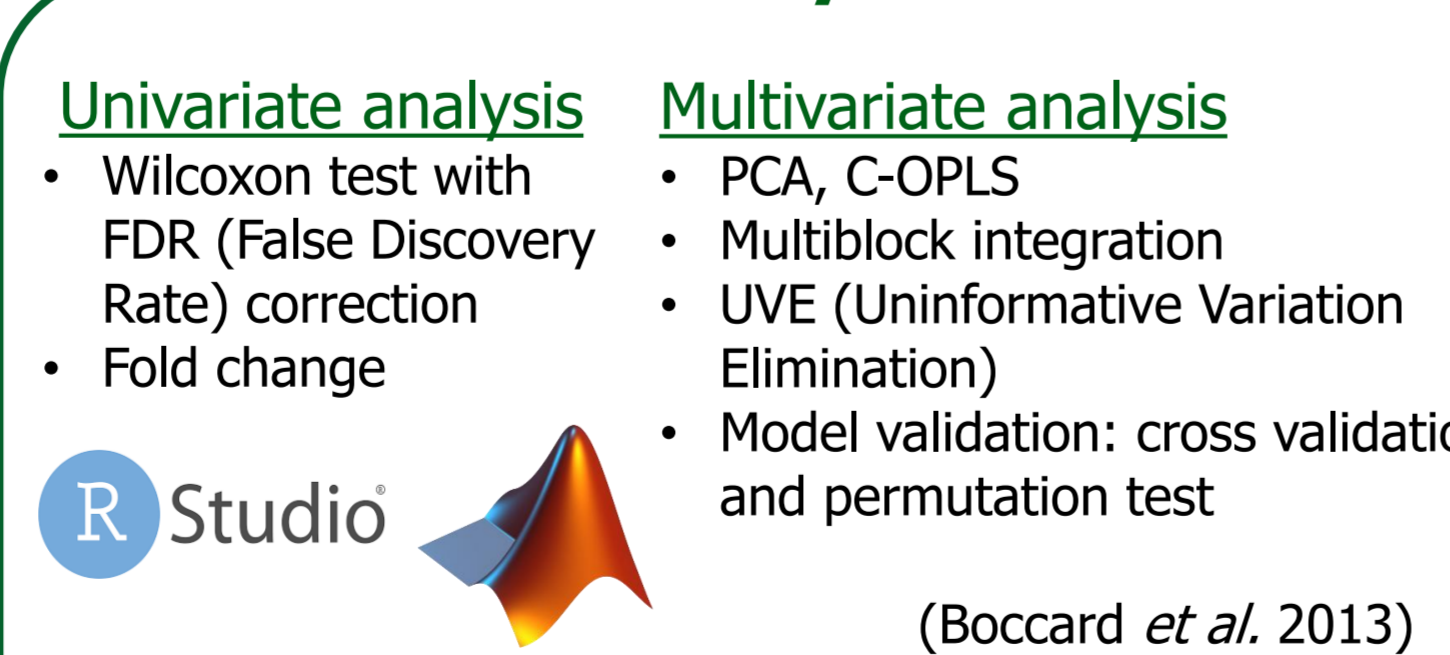 Univariate analysis
• Wilcoxon test with
FDR (False Discovery
Rate) correction
• Fold change
R Studio®
Multivariate analysis
• PCA, C-OPLS
• Multiblock integration
• UVE (Uninformative Variation
Elimination)
• Model validation: cross validatio
and permutation test
(Boccard et al. 2013)